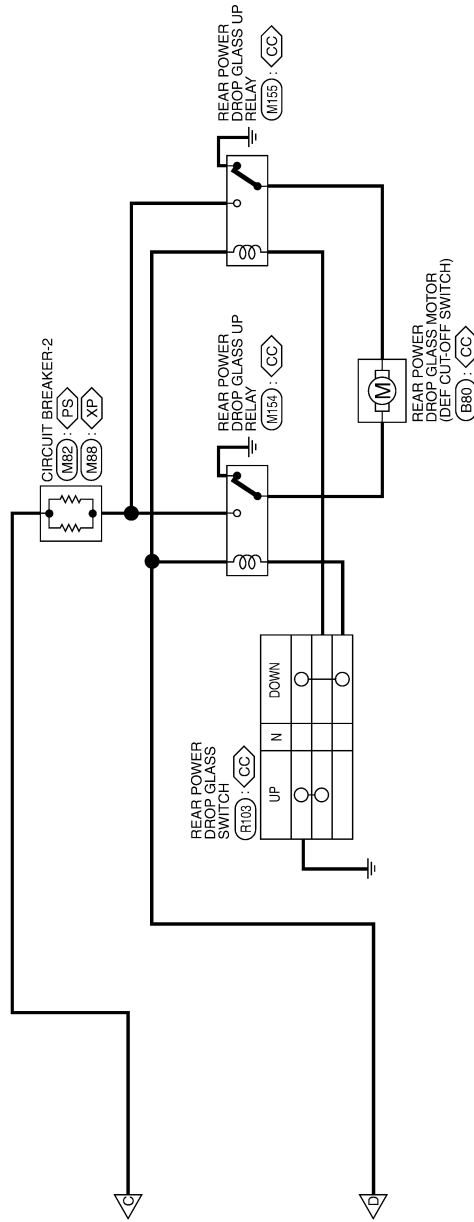 CIRCUIT BREAKER-2
M82 : PS
M88 : XP
REAR POWER
DROP GLASS UP
RELAY
M155 : CC
REAR POWER
DROP GLASS UP
RELAY
M154 : CC
REAR POWER
DROP GLASS
SWITCH
R103 : CC
UP N DOWN
M
REAR POWER
DROP GLASS MOTOR
(DEF CUT-OFF SWITCH)
B80 : CC
C
D